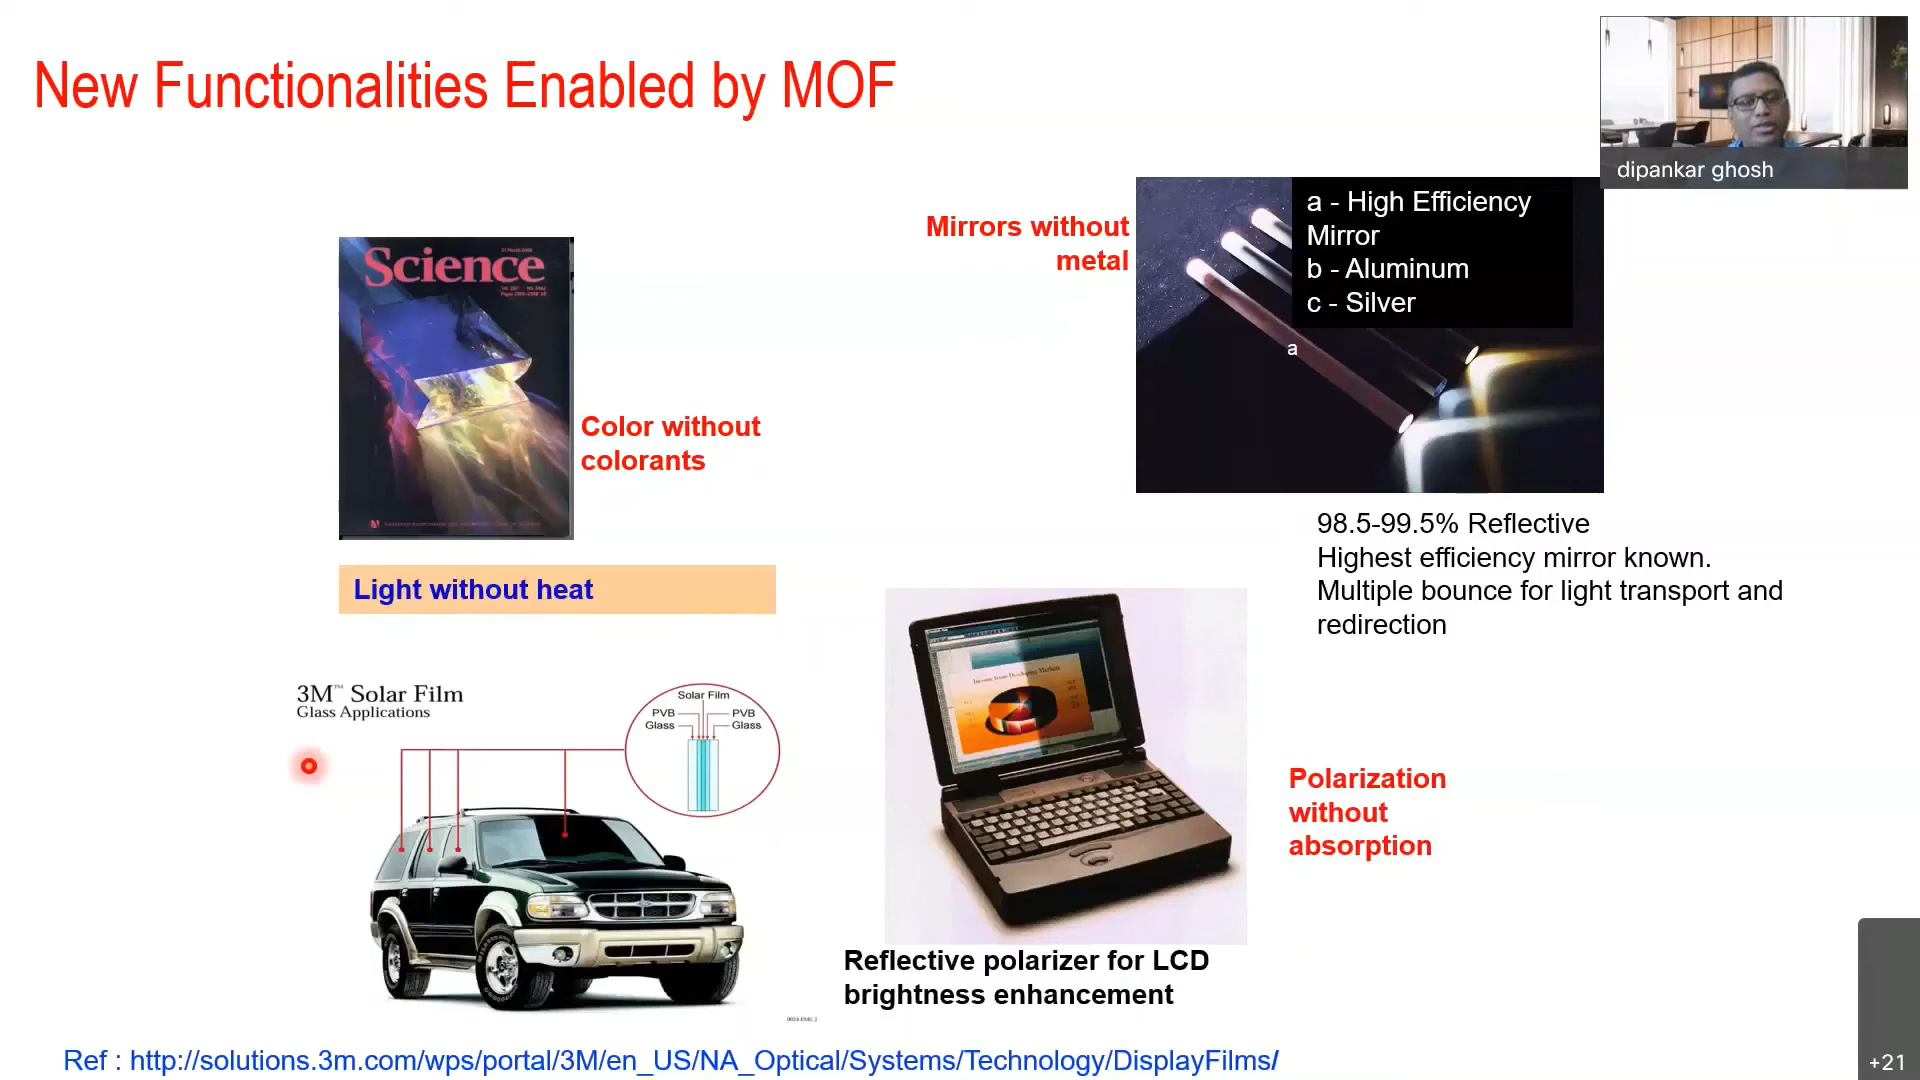 New Functionalities Enabled by MOF
dipankar ghosh
Mirrors without
metal
a - High Efficiency
Mirror
b - Aluminum
c - Silver
a
Science
Color without
colorants
98.5-99.5% Reflective
Highest efficiency mirror known.
Multiple bounce for light transport and
redirection
Light without heat
3M™ Solar Film
Glass Applications
Solar Film
PVB
PVB
Glass
Glass
Polarization
without
absorption
Reflective polarizer for LCD
brightness enhancement
Ref : http://solutions.3m.com/wps/portal/3M/en_US/NA_Optical/Systems/Technology/DisplayFilms/
+21